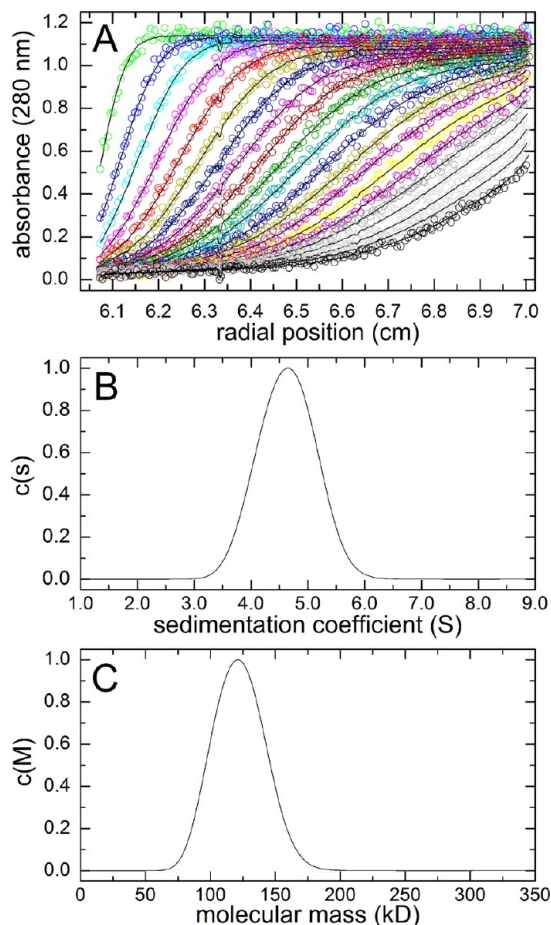 A
absorbance (280 nm)
1.2
1.0
0.8
0.6
0.4
0.2
0.0
6.1 6.2 6.3 6.4 6.5 6.6 6.7 6.8 6.9 7.0
radial position (cm)
B
c(s)
1.0
0.8
0.6
0.4
0.2
0.0
1.0 2.0 3.0 4.0 5.0 6.0 7.0 8.0 9.0
sedimentation coefficient (S)
C
c(M)
1.0
0.8
0.6
0.4
0.2
0.0
0 50 100 150 200 250 300 350
molecular mass (kD)